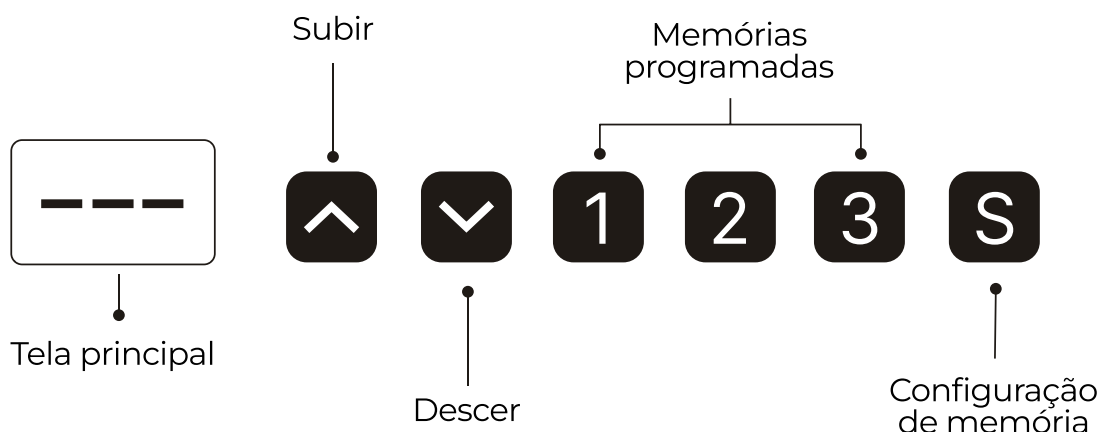 Subir
Memórias
programadas
1
2
3
S
Tela principal
Descer
Configuração
de memória